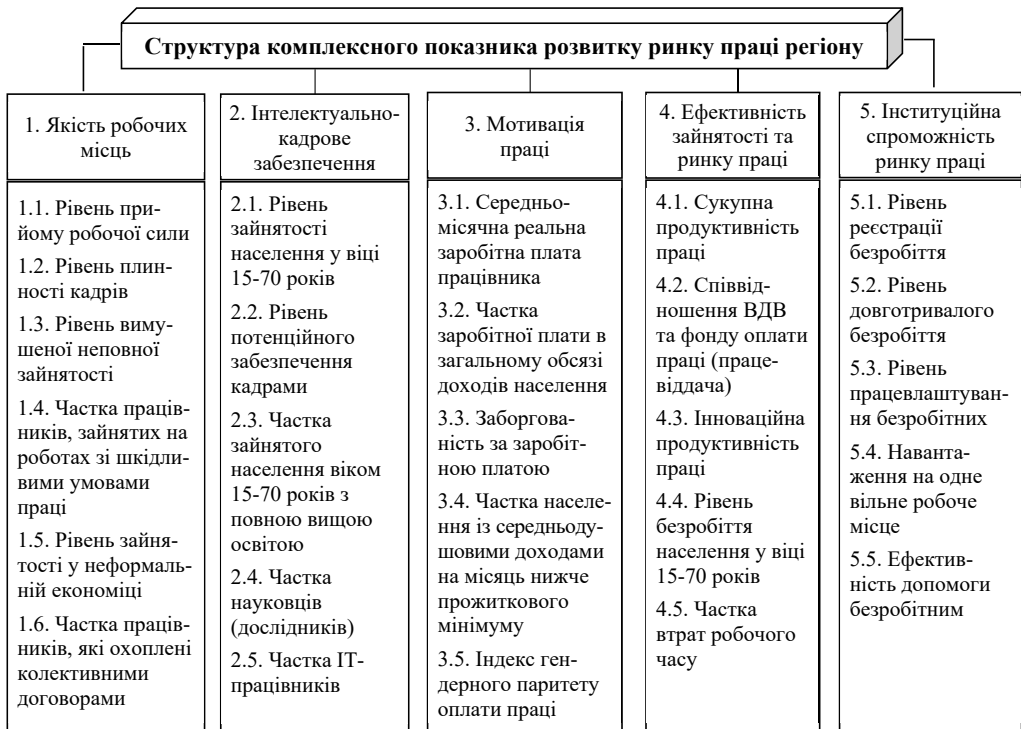 Структура комплексного показника розвитку ринку праці регіону
1. Якість робочих
місць
1.1. Рівень при-
йому робочої сили
1.2. Рівень плин-
ності кадрів
1.3. Рівень виму-
шеної неповної
зайнятості
1.4. Частка праців-
ників, зайнятих на
роботах зі шкідли-
вими умовами
праці
1.5. Рівень зайня-
тості у неформаль-
ній економіці
1.6. Частка праців-
ників, які охоплені
колективними
договорами
2. Інтелектуально-
кадрове
забезпечення
2.1. Рівень
зайнятості
населення у віці
15-70 років
2.2. Рівень
потенційного
забезпечення
кадрами
2.3. Частка
зайнятого
населення віком
15-70 років з
повною вищою
освітою
2.4. Частка
науковців
(дослідників)
2.5. Частка ІТ-
працівників
3. Мотивація
праці
3.1. Середньо-
місячна реальна
заробітна плата
працівника
3.2. Частка
заробітної плати в
загальному обсязі
доходів населення
3.3. Заборгова-
ність за заробіт-
ною платою
3.4. Частка населе-
ння із середньоду-
шовими доходами
на місяць нижче
прожиткового
мінімуму
3.5. Індекс ген-
дерного паритету
оплати праці
4. Ефективність
зайнятості та
ринку праці
4.1. Сукупна
продуктивність
праці
4.2. Співвід-
ношення ВДВ
та фонду оплати
праці (праце-
віддача)
4.3. Інноваційна
продуктивність
праці
4.4. Рівень
безробіття
населення у віці
15-70 років
4.5. Частка
втрат робочого
часу
5. Інституційна
спроможність
ринку праці
5.1. Рівень
реєстрації
безробіття
5.2. Рівень
довготривалого
безробіття
5.3. Рівень
працевлаштуван-
ня безробітних
5.4. Наванта-
ження на одне
вільне робоче
місце
5.5. Ефектив-
ність допомоги
безробітним